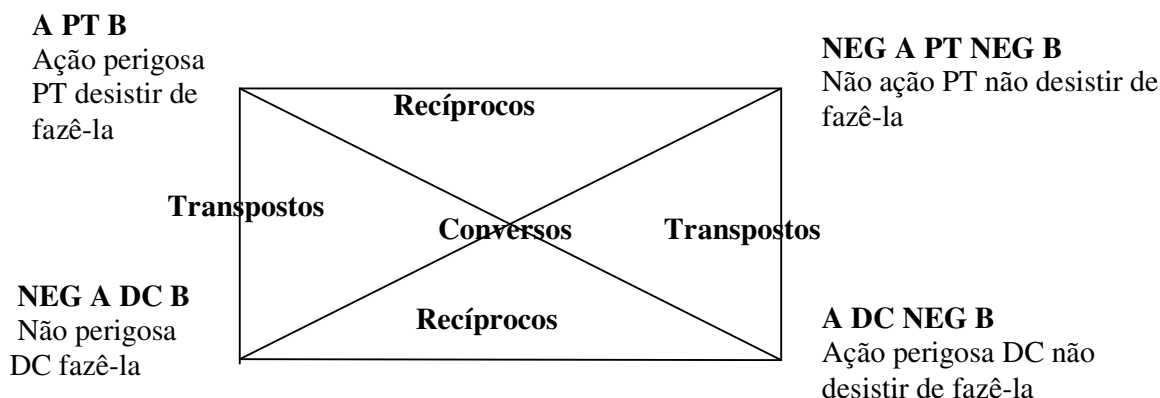 A PT B
Ação perigosa
PT desistir de
fazê-la
NEG A PT NEG B
Não ação PT não desistir de
fazê-la
Recíprocos
Transpostos
Conversos
Transpostos
NEG A DC B
Não perigosa
DC fazê-la
Recíprocos
A DC NEG B
Ação perigosa DC não
desistir de fazê-la